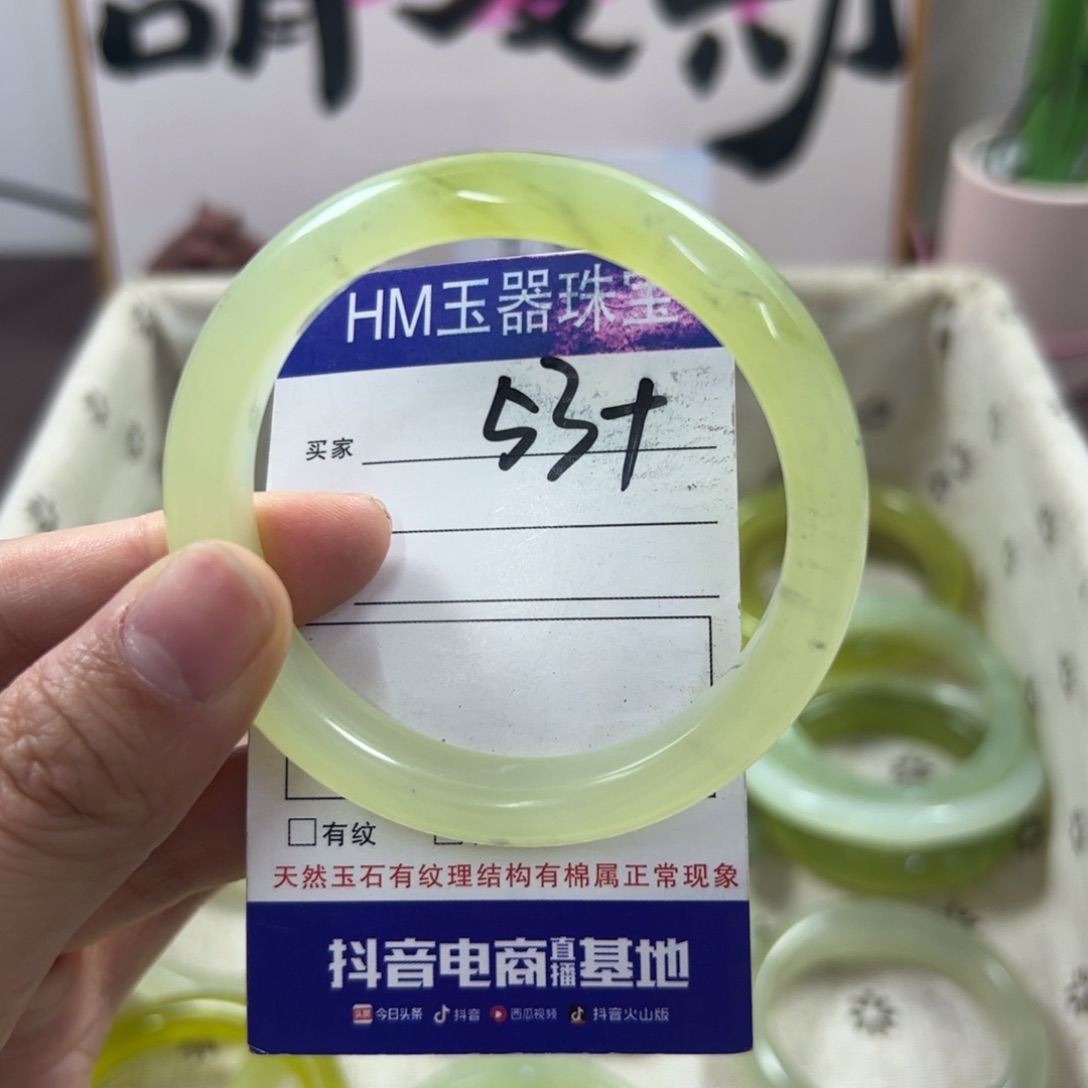 HM玉器珠宝
53+
买家
有纹
天然玉石有纹理结构有棉属正常现象
抖音电商直播基地
头条 今日头条 抖音 西瓜视频 抖音火山版